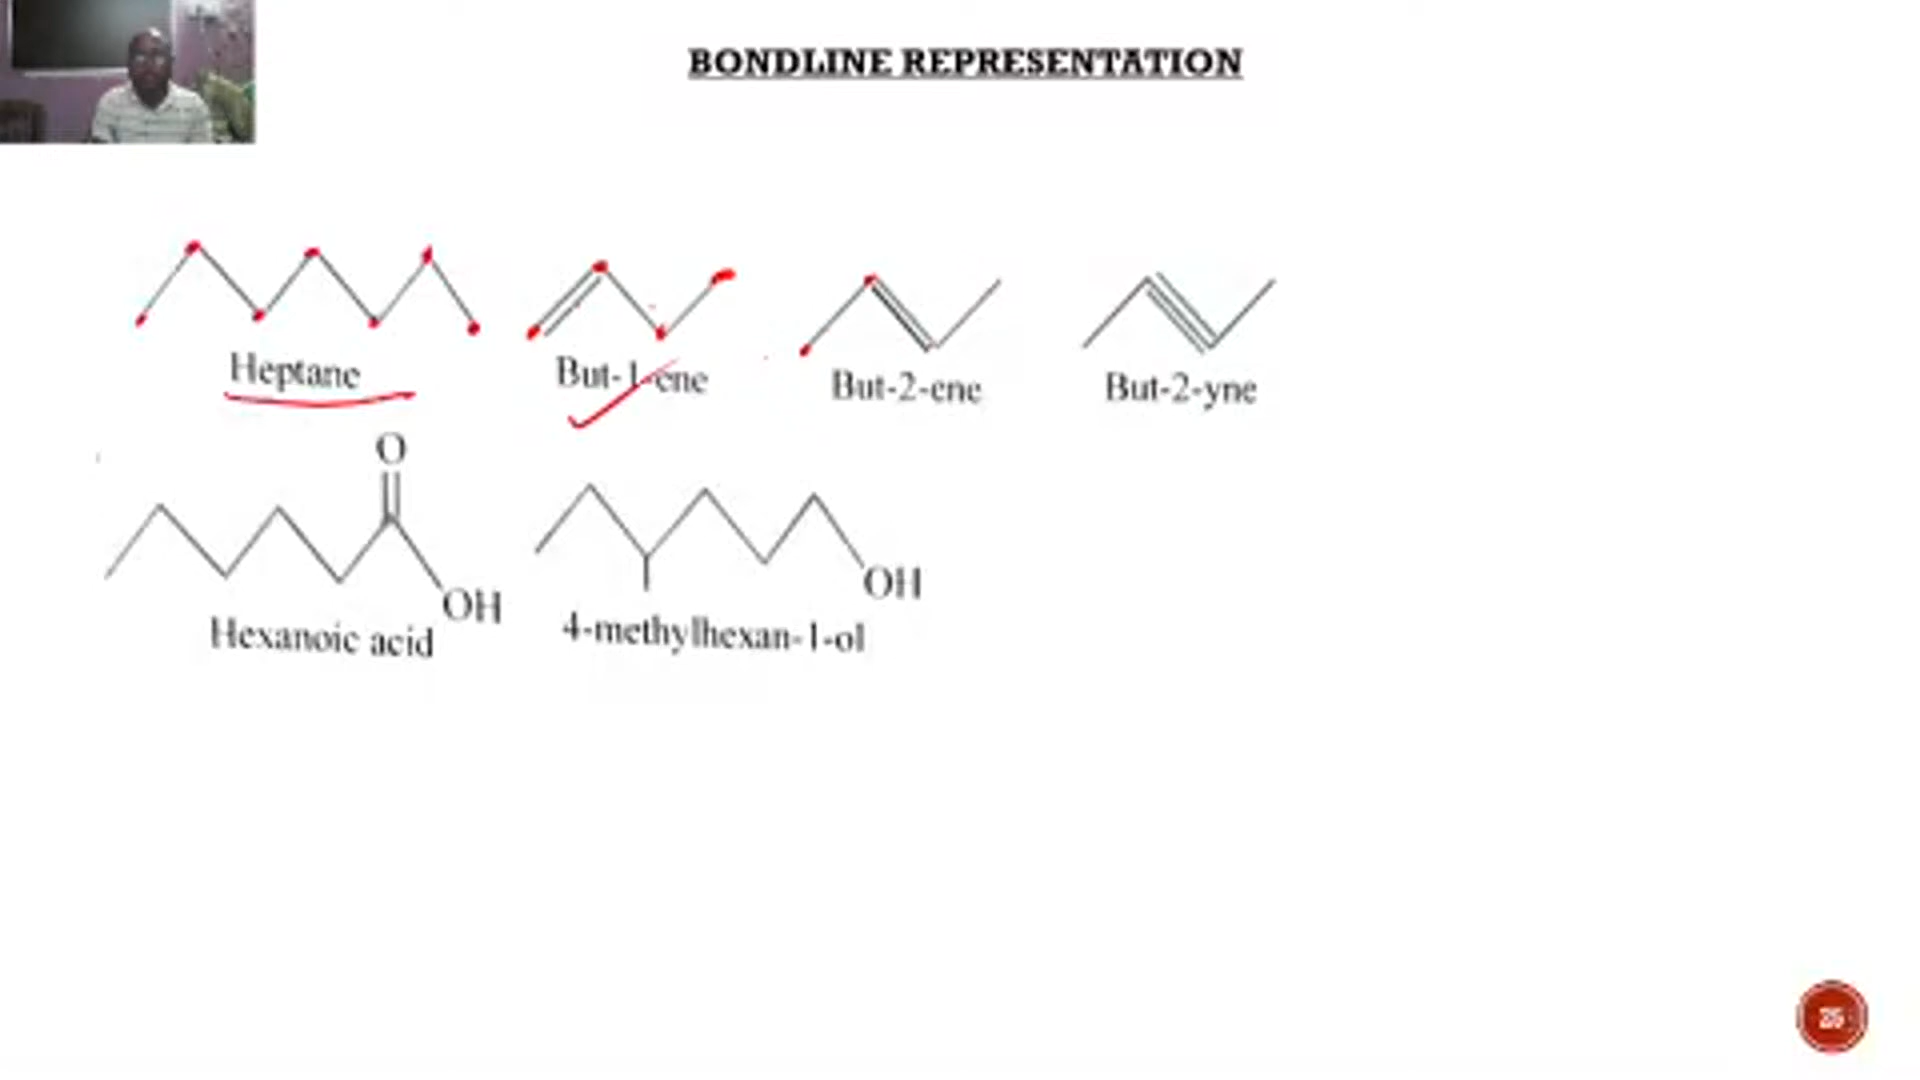 BONDLINE REPRESENTATION
Heptane
But-1-ene
But-2-ene
But-2-yne
O
OH
Hexanoic acid
OH
4-methylhexan-1-ol
25